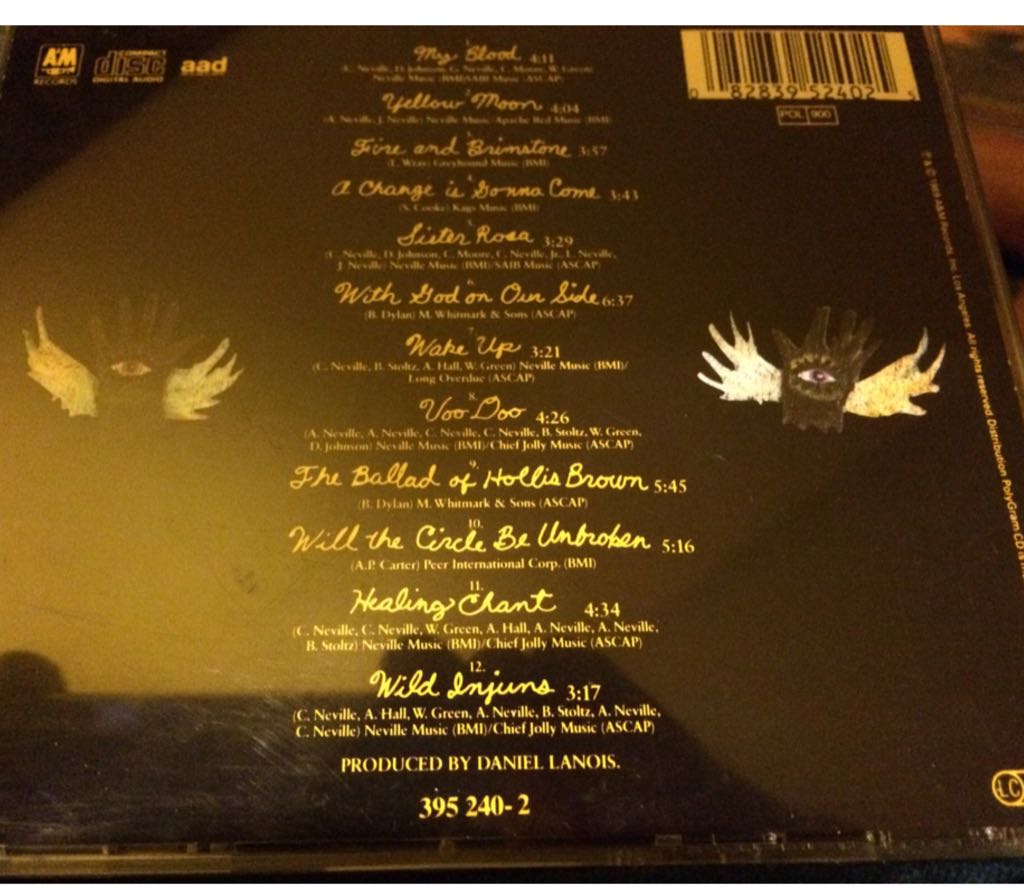 A&M
RECORDS
COMPACT
disc
DIGITAL AUDIO
aad
0 82839 52402 5
POL 900
1.
My Blood 4:11
(C. Neville, D. Johnson, G. Neville, C. Moore, W. Green)
Neville Music (BMI)/SAIB Music (ASCAP)
2.
Yellow Moon 4:04
(A. Neville, J. Neville) Neville Music/Apache Red Music (BMI)
3.
Fire and Brimstone 3:57
(L. Wray) Greyhound Music (BMI)
4.
A Change is Gonna Come 3:43
(S. Cooke) Kags Music (BMI)
5.
Sister Rosa 3:29
(C. Neville, D. Johnson, C. Moore, C. Neville, Jr., I. Neville,
J. Neville) Neville Music (BMI)/SAIB Music (ASCAP)
6.
With God on Our Side 6:37
(B. Dylan) M. Whitmark & Sons (ASCAP)
7.
Wake Up 3:21
(C. Neville, B. Stoltz, A. Hall, W. Green) Neville Music (BMI)/
Long Overdue (ASCAP)
8.
Voo Doo 4:26
(A. Neville, A. Neville, C. Neville, C. Neville, B. Stoltz, W. Green,
D. Johnson) Neville Music (BMI)/Chief Jolly Music (ASCAP)
9.
The Ballad of Hollis Brown 5:45
(B. Dylan) M. Whitmark & Sons (ASCAP)
10.
Will the Circle Be Unbroken 5:16
(A.P. Carter) Peer International Corp. (BMI)
11.
Healing Chant 4:34
(C. Neville, C. Neville, W. Green, A. Hall, A. Neville, A. Neville,
B. Stoltz) Neville Music (BMI)/Chief Jolly Music (ASCAP)
12.
Wild Injuns 3:17
(C. Neville, A. Hall, W. Green, A. Neville, B. Stoltz, A. Neville,
C. Neville) Neville Music (BMI)/Chief Jolly Music (ASCAP)
PRODUCED BY DANIEL LANOIS.
395 240-2
℗ & © 1989 A&M Records, Inc. Los Angeles. All rights reserved Distribution PolyGram CD is
LC